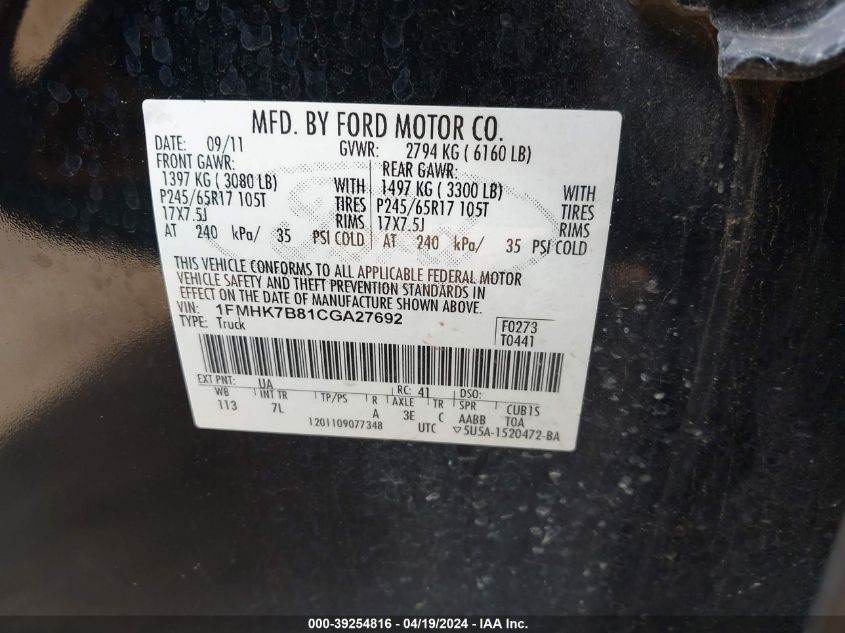 MFD. BY FORD MOTOR CO.
DATE: 09/11 GVWR: 2794 KG ( 6160 LB)
FRONT GAWR: REAR GAWR:
1397 KG ( 3080 LB) WITH 1497 KG ( 3300 LB) WITH
P245/65R17 105T TIRES P245/65R17 105T TIRES
17X7.5J RIMS 17X7.5J RIMS
AT 240 kPa/ 35 PSI COLD AT 240 kPa/ 35 PSI COLD
THIS VEHICLE CONFORMS TO ALL APPLICABLE FEDERAL MOTOR
VEHICLE SAFETY AND THEFT PREVENTION STANDARDS IN
EFFECT ON THE DATE OF MANUFACTURE SHOWN ABOVE.
VIN: 1FMHK7B81CGA27692
TYPE: Truck
F0273
T0441
EXT PNT: UA RC: 41 DSO:
WB INT TR TP/PS R AXLE TR SPR CUB1S
113 7L A 3E C AABB TOA
1201109077348 UTC ▽5U5A-1520472-BA
000-39254816 - 04/19/2024 - IAA Inc.